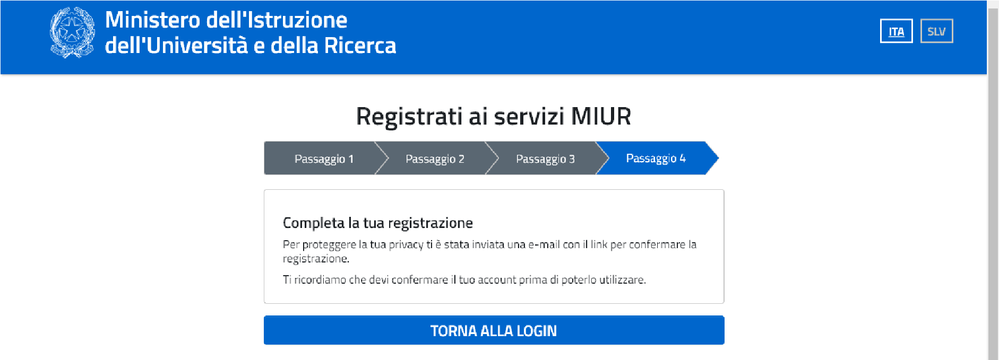 Ministero dell'Istruzione
dell'Università e della Ricerca
ITA
SLV
Registrati ai servizi MIUR
Passaggio 1
Passaggio 2
Passaggio 3
Passaggio 4
Completa la tua registrazione
Per proteggere la tua privacy ti è stata inviata una e-mail con il link per confermare la
registrazione.
Ti ricordiamo che devi confermare il tuo account prima di poterlo utilizzare.
TORNA ALLA LOGIN